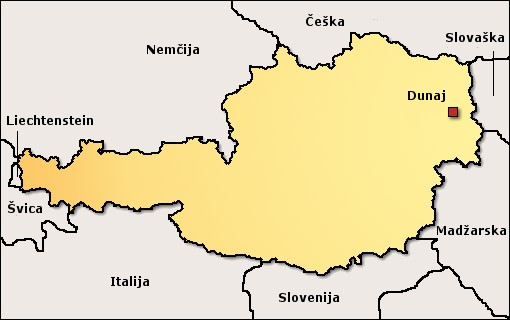 Češka
Slovaška
Nemčija
Dunaj
Liechtenstein
Švica
Madžarska
Italija
Slovenija